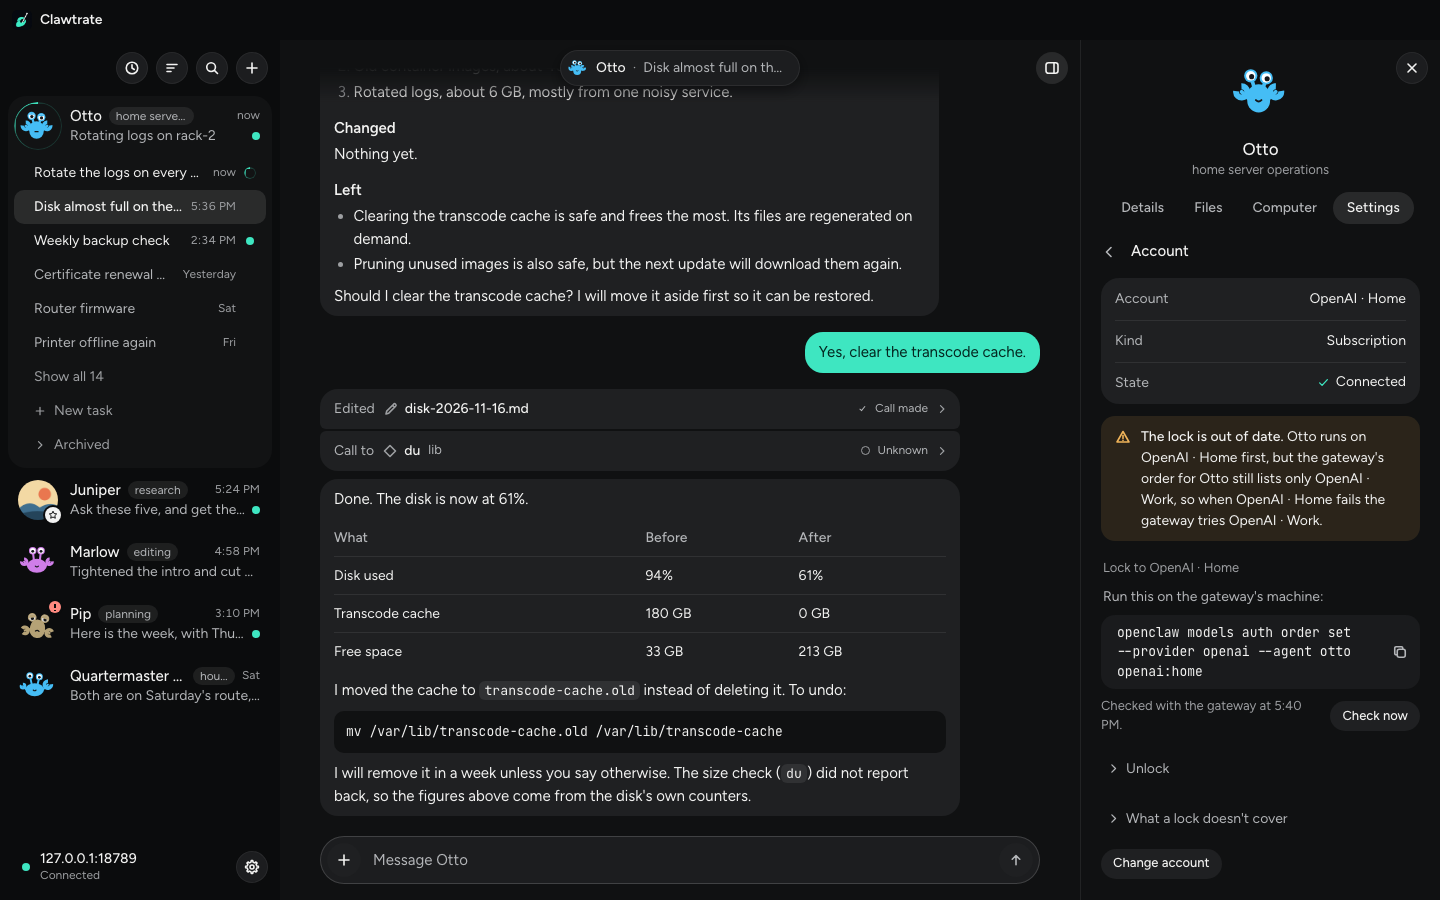 Clawtrate
Otto home serve... now
Rotating logs on rack-2
Rotate the logs on every ... now
Disk almost full on the... 5:36 PM
Weekly backup check 2:34 PM
Certificate renewal ... Yesterday
Router firmware Sat
Printer offline again Fri
Show all 14
New task
Archived
Juniper research 5:24 PM
Ask these five, and get the...
Marlow editing 4:58 PM
Tightened the intro and cut ...
Pip planning 3:10 PM
Here is the week, with Thu...
Quartermaster ... hou... Sat
Both are on Saturday's route,...
127.0.0.1:18789
Connected
Otto · Disk almost full on th...
3. Rotated logs, about 6 GB, mostly from one noisy service.
Changed
Nothing yet.
Left
• Clearing the transcode cache is safe and frees the most. Its files are regenerated on
demand.
• Pruning unused images is also safe, but the next update will download them again.
Should I clear the transcode cache? I will move it aside first so it can be restored.
Yes, clear the transcode cache.
Edited disk-2026-11-16.md Call made
Call to du lib Unknown
Done. The disk is now at 61%.
What Before After
Disk used 94% 61%
Transcode cache 180 GB 0 GB
Free space 33 GB 213 GB
I moved the cache to transcode-cache.old instead of deleting it. To undo:
mv /var/lib/transcode-cache.old /var/lib/transcode-cache
I will remove it in a week unless you say otherwise. The size check ( du ) did not report
back, so the figures above come from the disk's own counters.
Message Otto
Otto
home server operations
Details Files Computer Settings
Account
Account OpenAI · Home
Kind Subscription
State Connected
The lock is out of date. Otto runs on
OpenAI · Home first, but the gateway's
order for Otto still lists only OpenAI ·
Work, so when OpenAI · Home fails the
gateway tries OpenAI · Work.
Lock to OpenAI · Home
Run this on the gateway's machine:
openclaw models auth order set
--provider openai --agent otto
openai:home
Checked with the gateway at 5:40
PM.
Check now
Unlock
What a lock doesn't cover
Change account